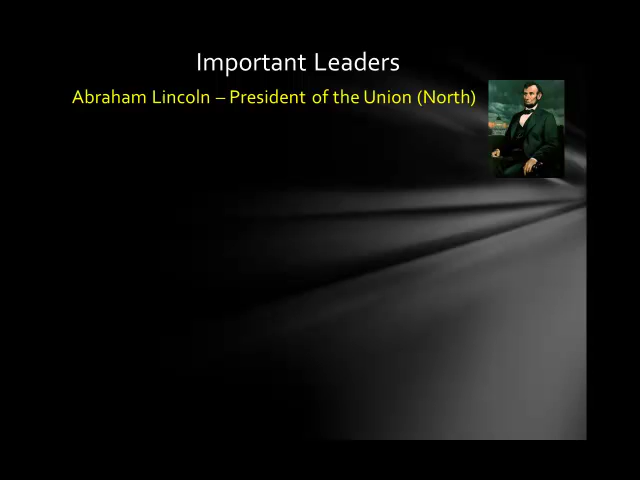 Important Leaders
Abraham Lincoln – President of the Union (North)